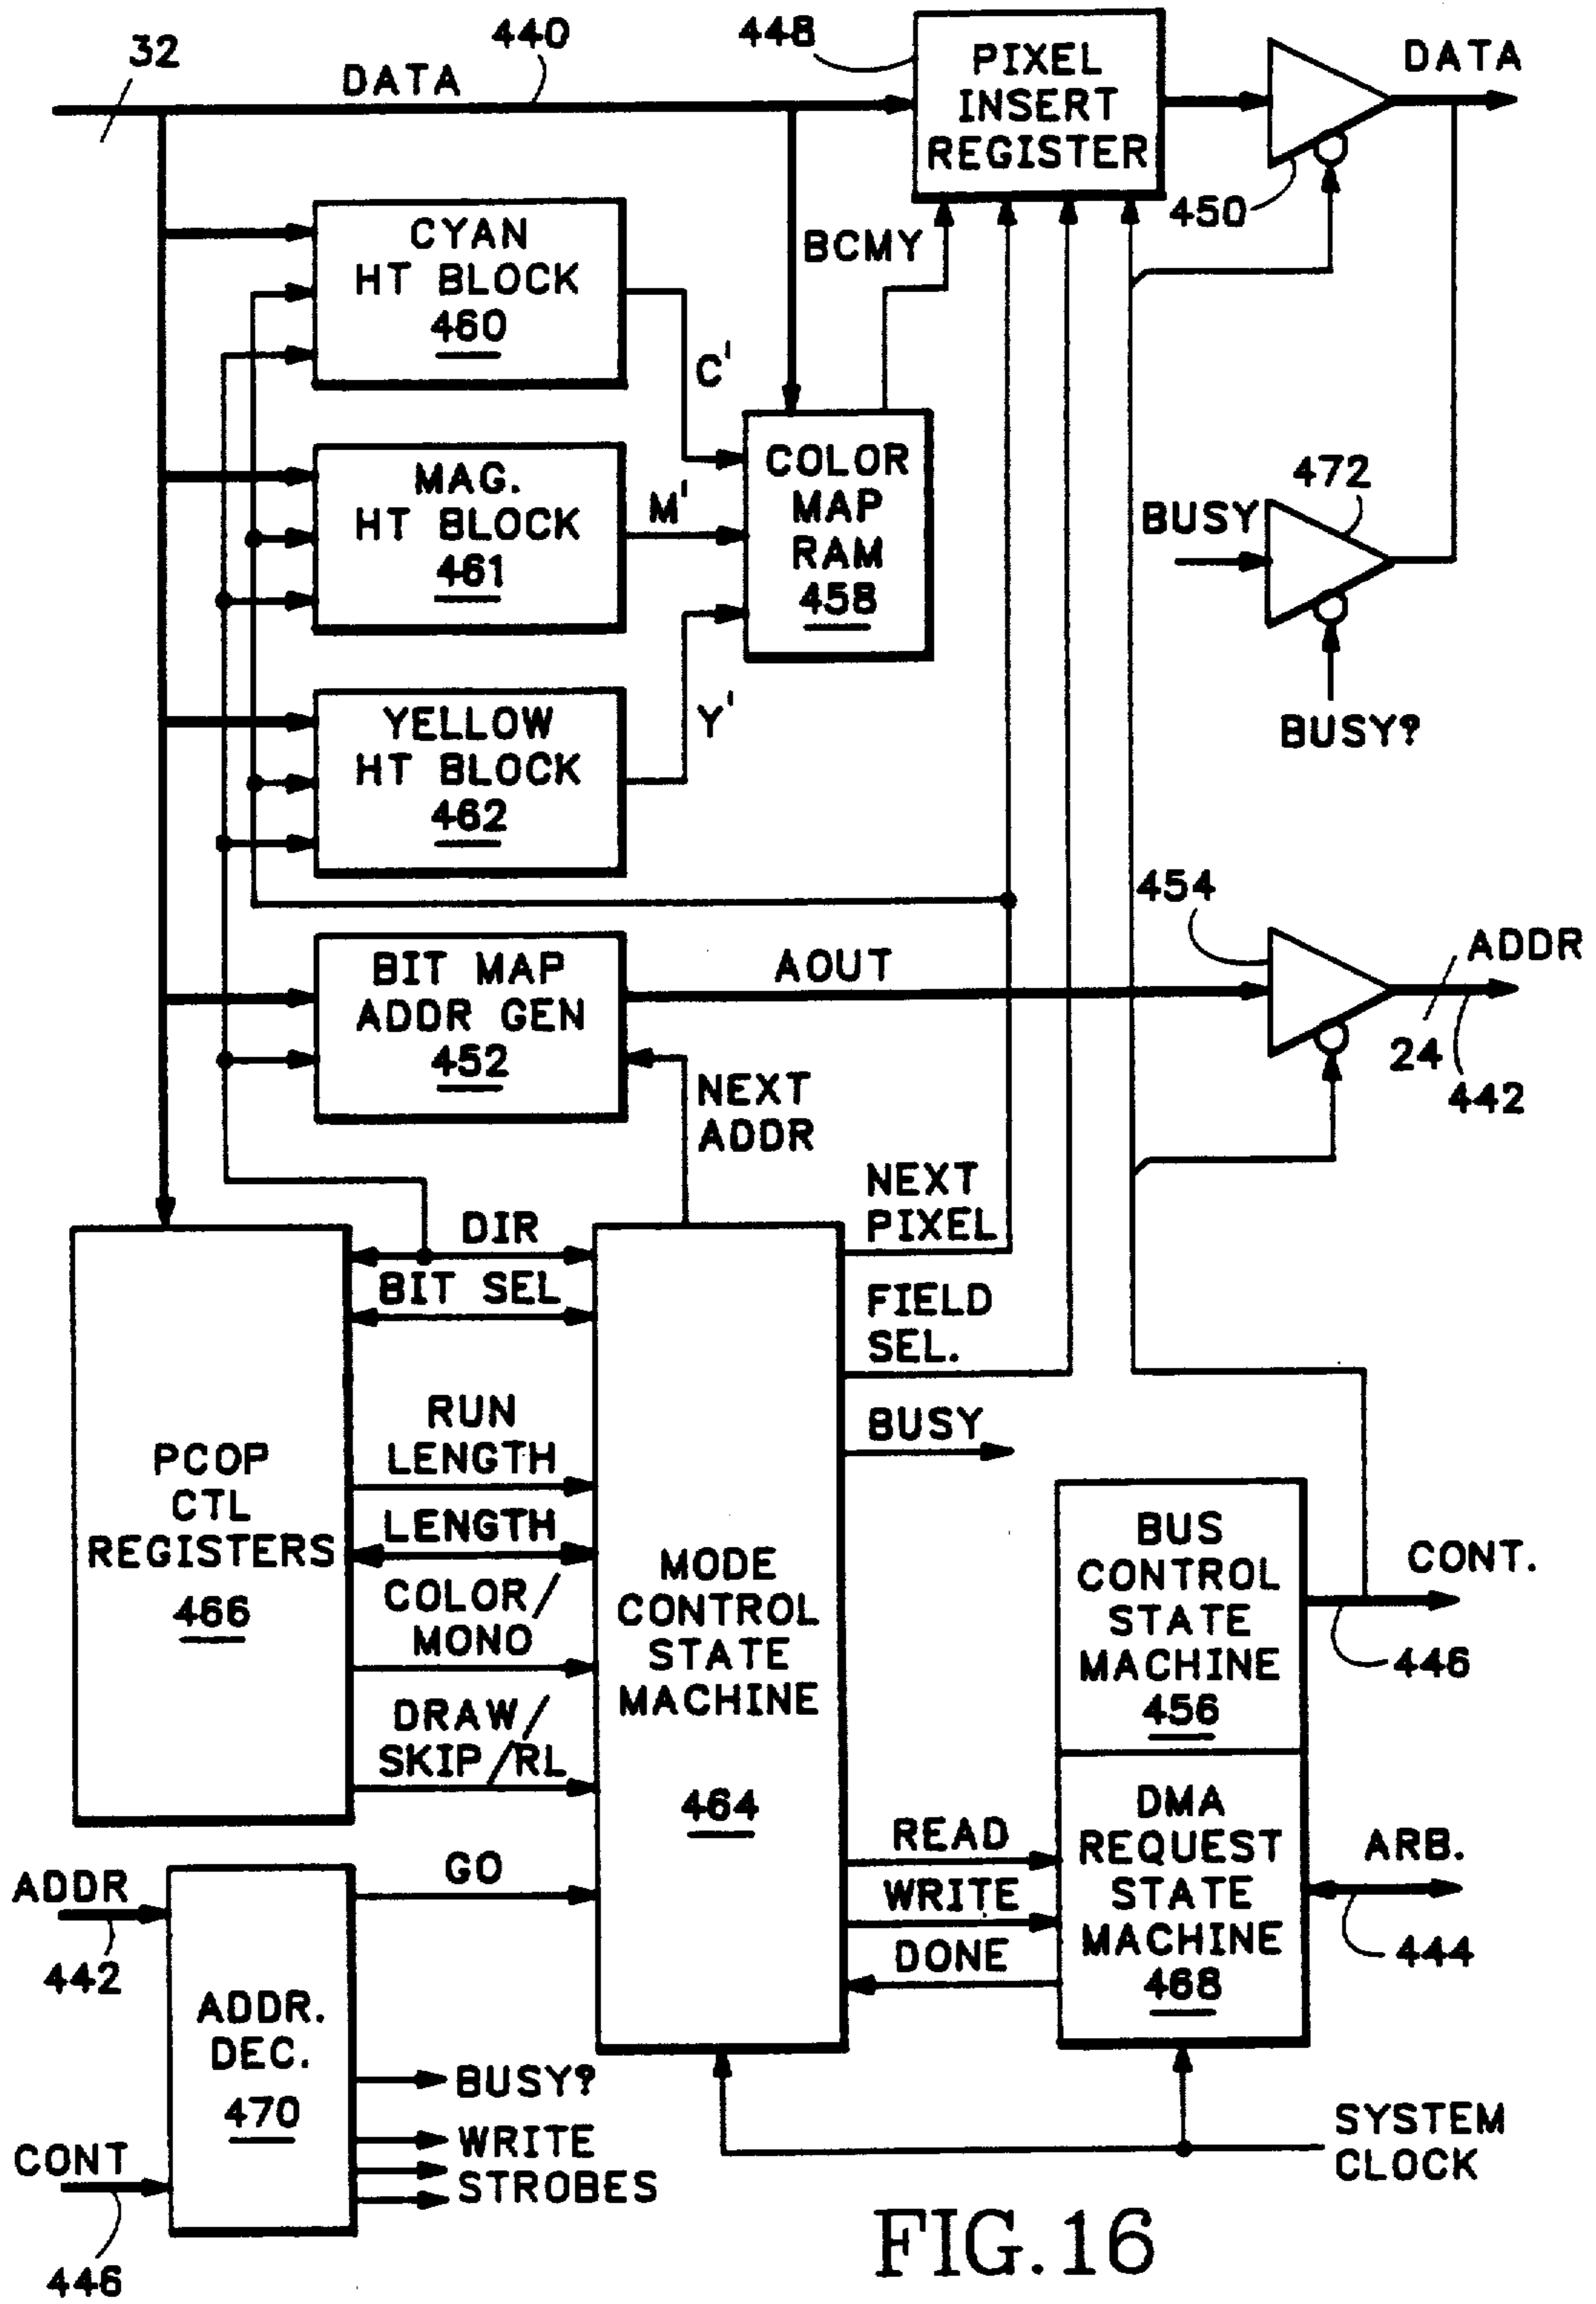 32
DATA
440
448
PIXEL
INSERT
REGISTER
DATA
450
CYAN
HT BLOCK
460
BCMY
C'
MAG.
HT BLOCK
461
M'
COLOR
MAP
RAM
458
472
BUSY
BUSY?
YELLOW
HT BLOCK
462
Y'
454
BIT MAP
ADDR GEN
452
AOUT
ADDR
24
442
NEXT
ADDR
NEXT
PIXEL
DIR
BIT SEL
FIELD
SEL.
RUN
LENGTH
BUSY
PCOP
CTL
REGISTERS
466
LENGTH
COLOR/
MONO
DRAW/
SKIP/RL
MODE
CONTROL
STATE
MACHINE
464
BUS
CONTROL
STATE
MACHINE
456
CONT.
446
DMA
REQUEST
STATE
MACHINE
468
READ
WRITE
DONE
ARB.
444
GO
ADDR
442
ADDR.
DEC.
470
BUSY?
WRITE
STROBES
CONT
446
SYSTEM
CLOCK
FIG. 16